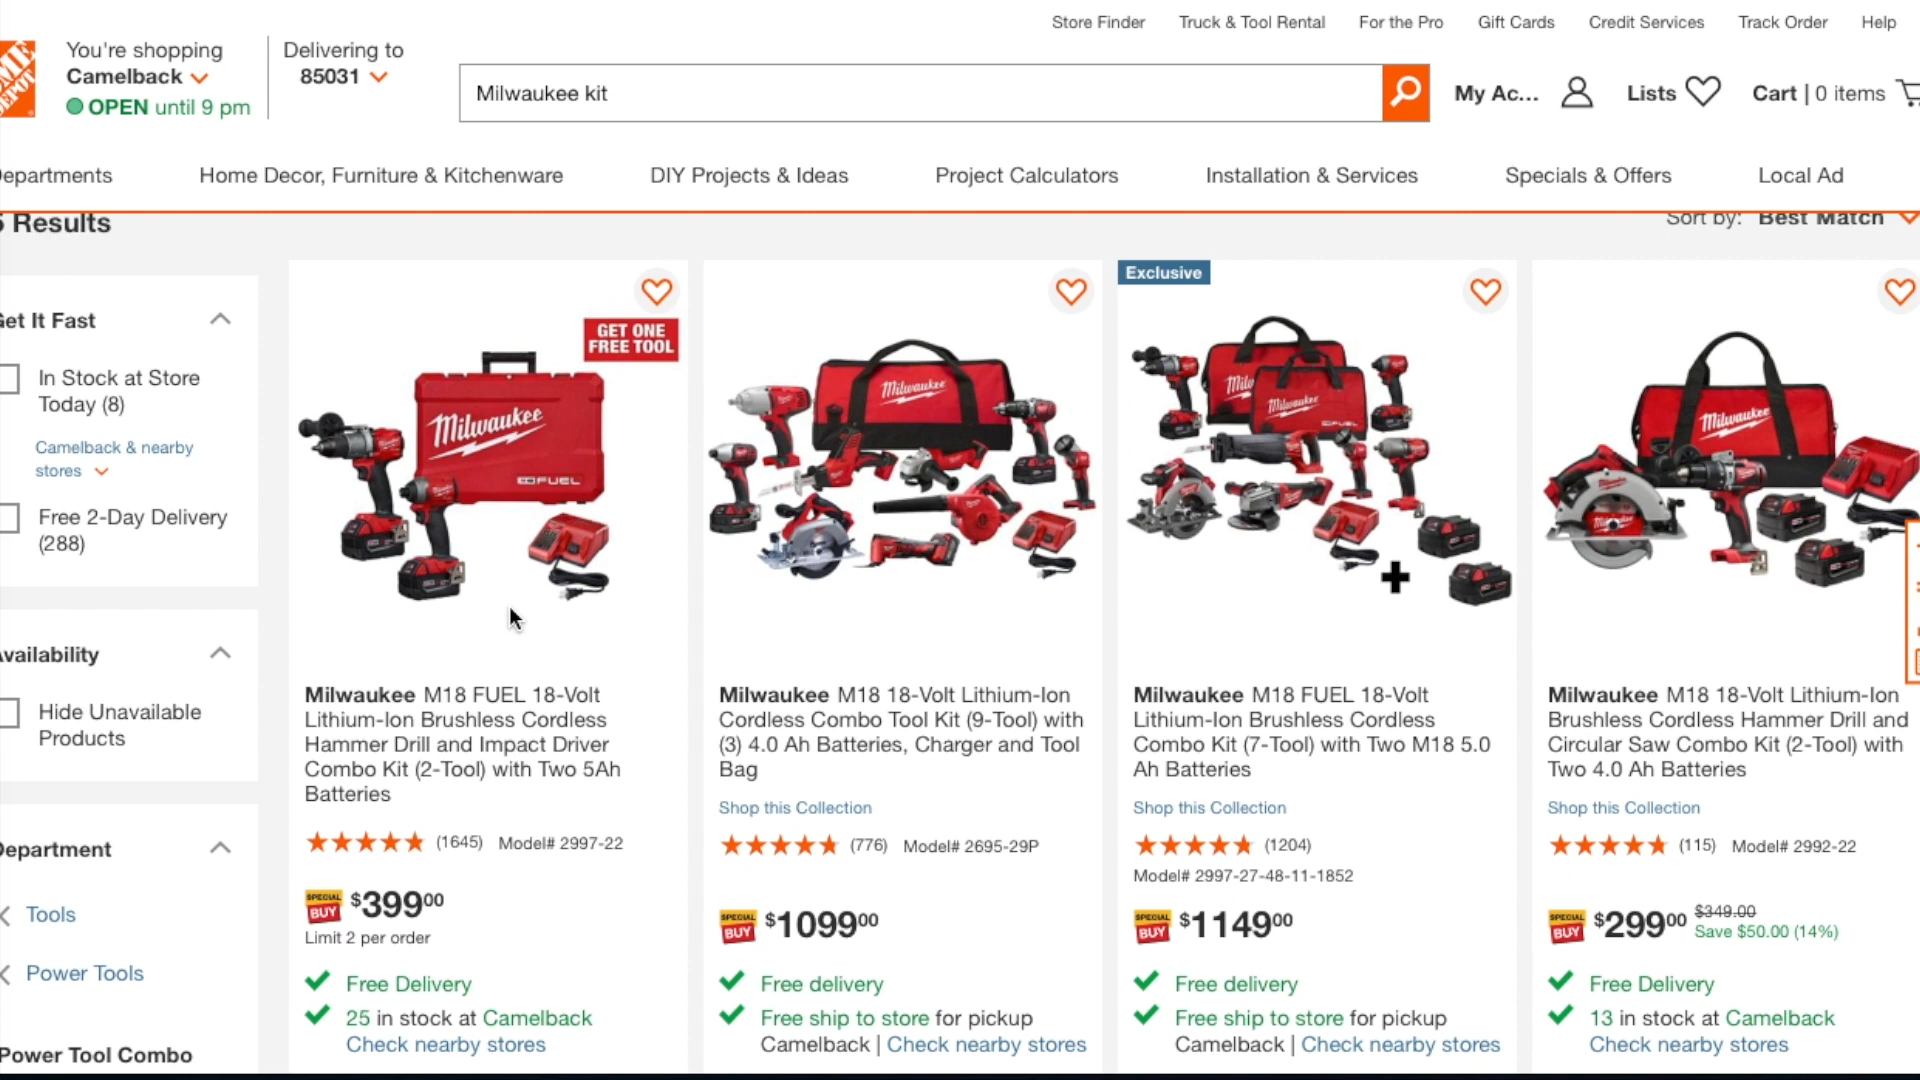 Store Finder Truck & Tool Rental For the Pro Gift Cards Credit Services Track Order Help
You're shopping
Camelback
OPEN until 9 pm
Delivering to
85031
Milwaukee kit
My Ac...
Lists
Cart | 0 items
epartments Home Decor, Furniture & Kitchenware DIY Projects & Ideas Project Calculators Installation & Services Specials & Offers Local Ad
Results
Sort by: Best Match
Get It Fast
In Stock at Store
Today (8)
Camelback & nearby
stores
Free 2-Day Delivery
(288)
Availability
Hide Unavailable
Products
Department
Tools
Power Tools
Power Tool Combo
GET ONE
FREE TOOL
Milwaukee
FUEL
Milwaukee M18 FUEL 18-Volt
Lithium-Ion Brushless Cordless
Hammer Drill and Impact Driver
Combo Kit (2-Tool) with Two 5Ah
Batteries
(1645) Model# 2997-22
SPECIAL
BUY
$39900
Limit 2 per order
Free Delivery
25 in stock at Camelback
Check nearby stores
Milwaukee
Milwaukee M18 18-Volt Lithium-Ion
Cordless Combo Tool Kit (9-Tool) with
(3) 4.0 Ah Batteries, Charger and Tool
Bag
Shop this Collection
(776) Model# 2695-29P
SPECIAL
BUY
$109900
Free delivery
Free ship to store for pickup
Camelback | Check nearby stores
Exclusive
Milwaukee
Milwaukee M18 FUEL 18-Volt
Lithium-Ion Brushless Cordless
Combo Kit (7-Tool) with Two M18 5.0
Ah Batteries
Shop this Collection
(1204)
Model# 2997-27-48-11-1852
SPECIAL
BUY
$114900
Free delivery
Free ship to store for pickup
Camelback | Check nearby stores
Milwaukee
Milwaukee M18 18-Volt Lithium-Ion
Brushless Cordless Hammer Drill and
Circular Saw Combo Kit (2-Tool) with
Two 4.0 Ah Batteries
Shop this Collection
(115) Model# 2992-22
SPECIAL
BUY
$29900
$349.00
Save $50.00 (14%)
Free Delivery
13 in stock at Camelback
Check nearby stores